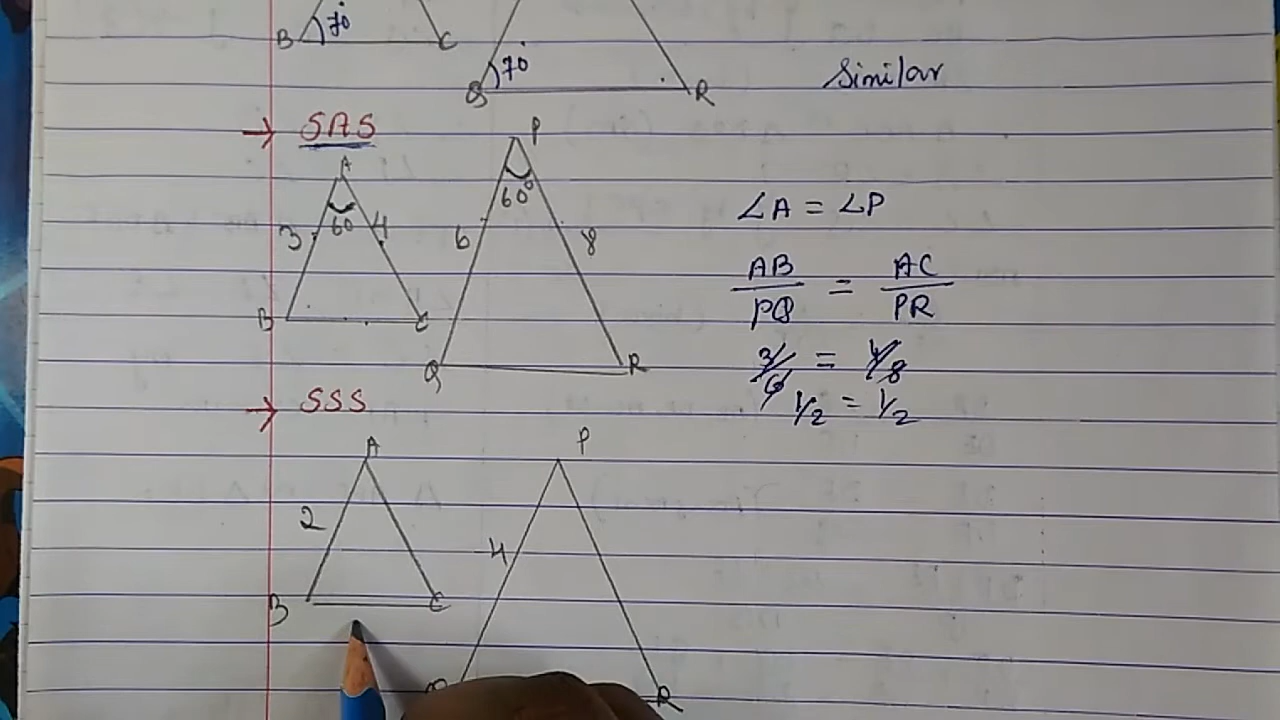 B 70 C
Q 70 R
Similar
→ SAS
A
P
60
60°
3 4
6 8
B C
Q R
∠A = ∠P
AB/PQ = AC/PR
3/6 = 4/8
1/2 = 1/2
→ SSS
A P
2 4
B C
R